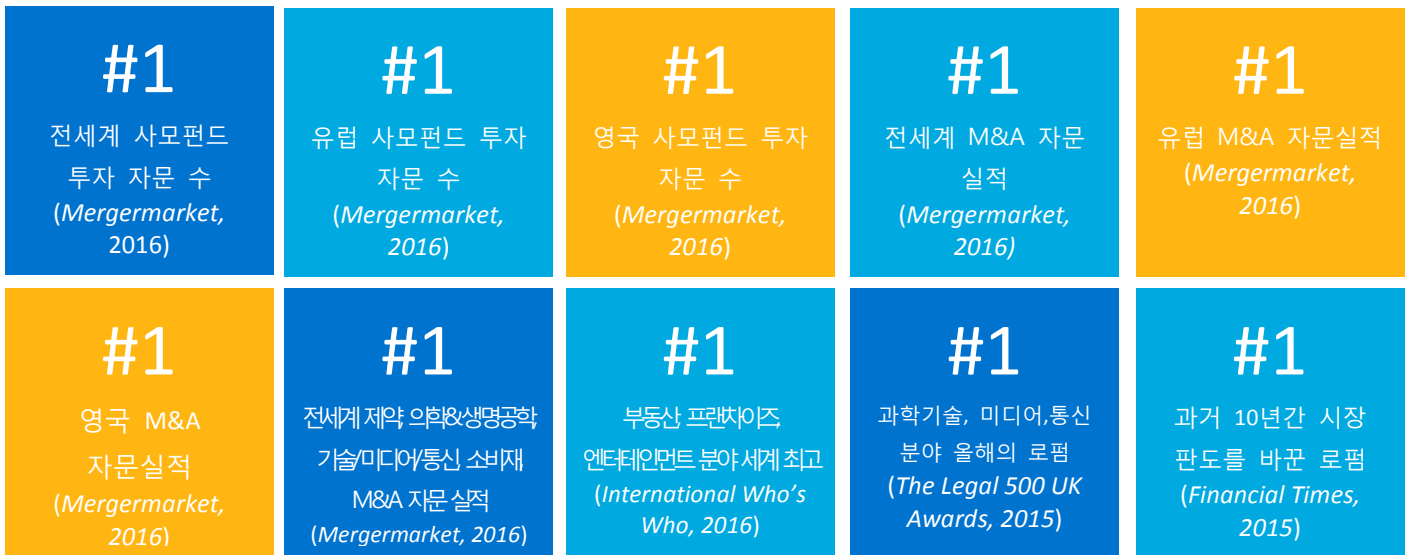 #1
전세계 사모펀드
투자 자문 수
(Mergermarket,
2016)
#1
유럽 사모펀드 투자
자문 수
(Mergermarket,
2016)
#1
영국 사모펀드 투자
자문 수
(Mergermarket,
2016)
#1
전세계 M&A 자문
실적
(Mergermarket,
2016)
#1
유럽 M&A 자문실적
(Mergermarket,
2016)
#1
영국 M&A
자문실적
(Mergermarket,
2016)
#1
전세계 제약, 의학&생명공학,
기술/미디어/통신, 소비재,
M&A 자문 실적
(Mergermarket, 2016)
#1
부동산, 프랜차이즈,
엔터테인먼트 분야 세계 최고
(International Who's
Who, 2016)
#1
과학기술, 미디어,통신
분야 올해의 로펌
(The Legal 500 UK
Awards, 2015)
#1
과거 10년간 시장
판도를 바꾼 로펌
(Financial Times,
2015)